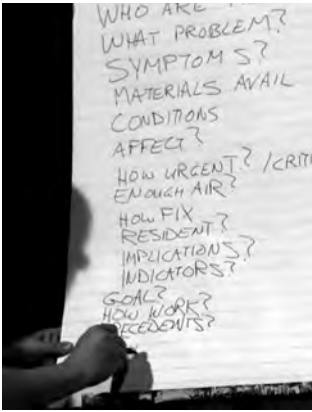 WHO ARE
WHAT PROBLEM?
SYMPTOMS?
MATERIALS AVAIL
CONDITIONS
AFFECT?
HOW URGENT? /CRITI
ENOUGH AIR?
HOW FIX
RESIDENT?
IMPLICATIONS?
INDICATORS?
GOAL?
HOW WORK?